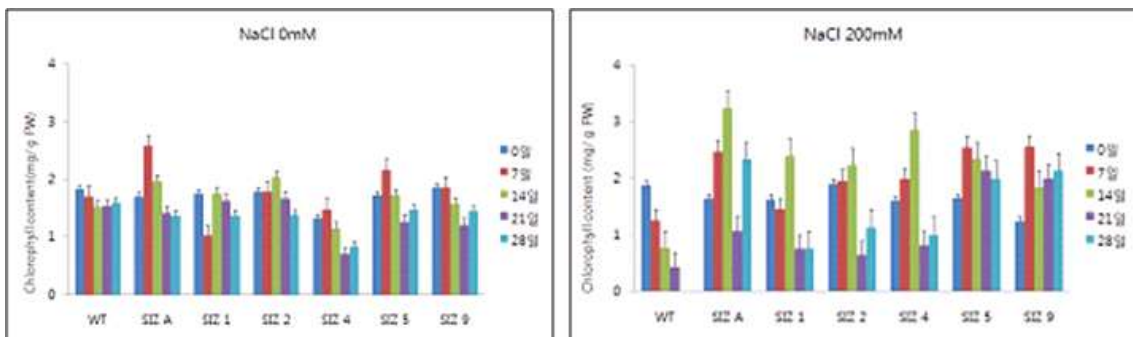 NaCl 0mM
4
3
2
1
0
Chlorophyll content(mg/ g FW)
WT SIZ A SIZ 1 SIZ 2 SIZ 4 SIZ 5 SIZ 9
0일
7일
14일
21일
28일
NaCl 200mM
4
3
2
1
0
Chlorophyll content (mg/ g FW)
WT SIZ A SIZ 1 SIZ 2 SIZ 4 SIZ 5 SIZ 9
0일
7일
14일
21일
28일